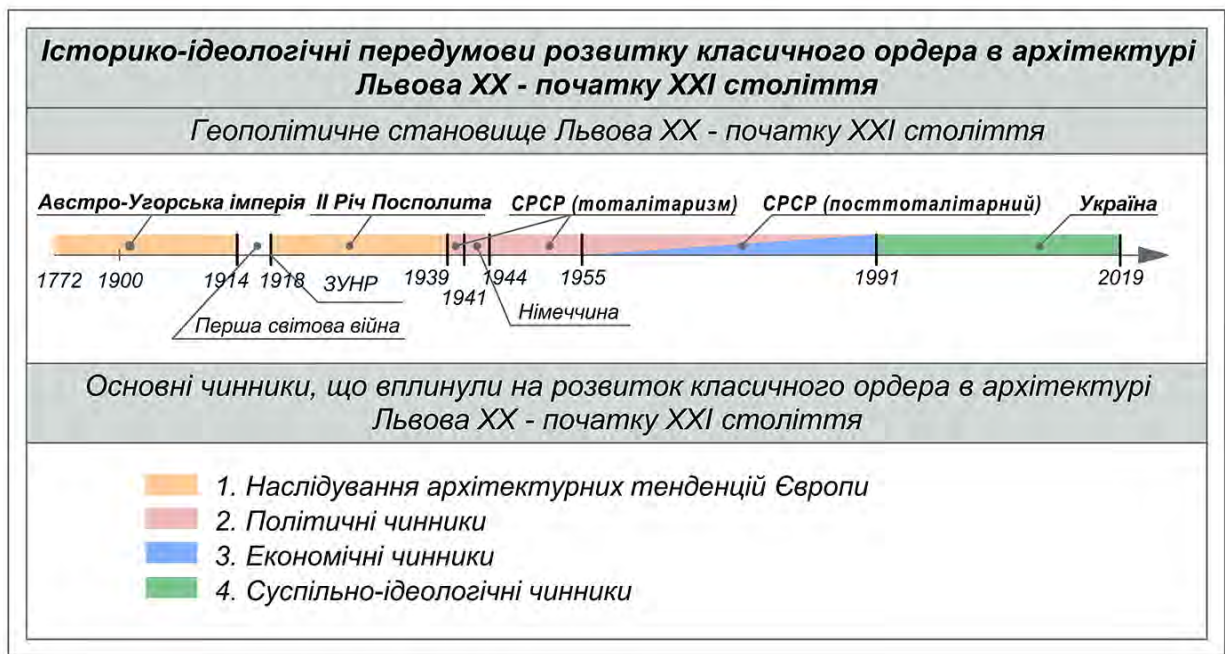 Історико-ідеологічні передумови розвитку класичного ордера в архітектурі
Львова XX - початку XXI століття
Геополітичне становище Львова XX - початку XXI століття
Австро-Угорська імперія
II Річ Посполита
СРСР (тоталітаризм)
СРСР (посттоталітарний)
Україна
1772
1900
1914
1918
1939
1941
1944
1955
1991
2019
ЗУНР
Перша світова війна
Німеччина
Основні чинники, що вплинули на розвиток класичного ордера в архітектурі
Львова XX - початку XXI століття
1. Наслідування архітектурних тенденцій Європи
2. Політичні чинники
3. Економічні чинники
4. Суспільно-ідеологічні чинники